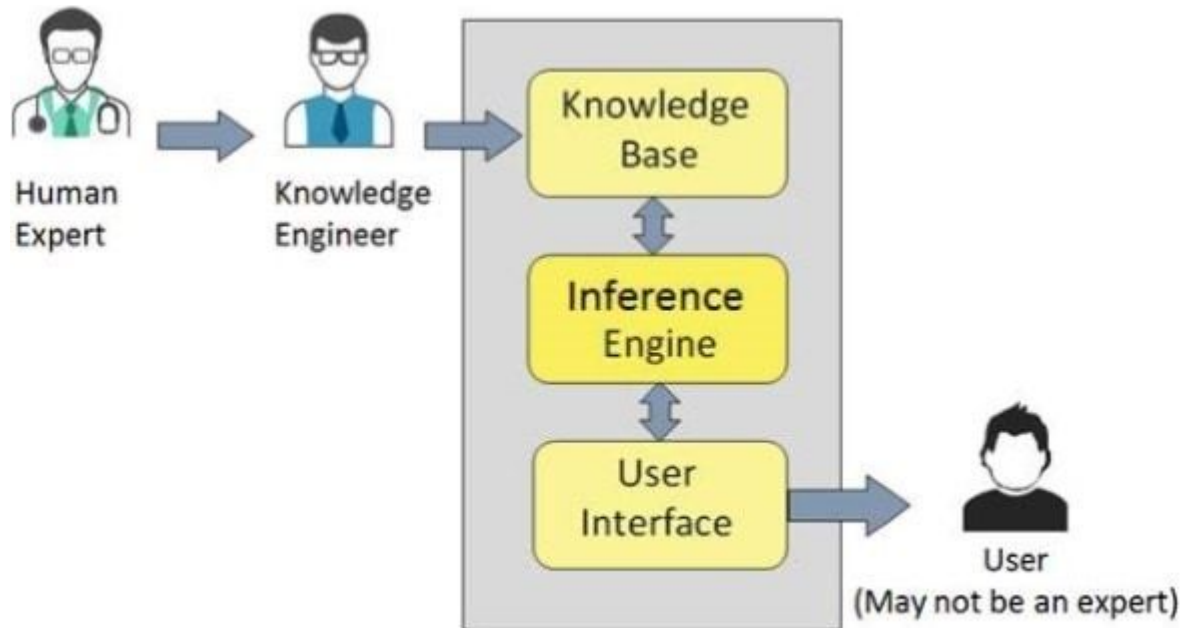 Human
Expert
Knowledge
Engineer
Knowledge
Base
Inference
Engine
User
Interface
User
(May not be an expert)